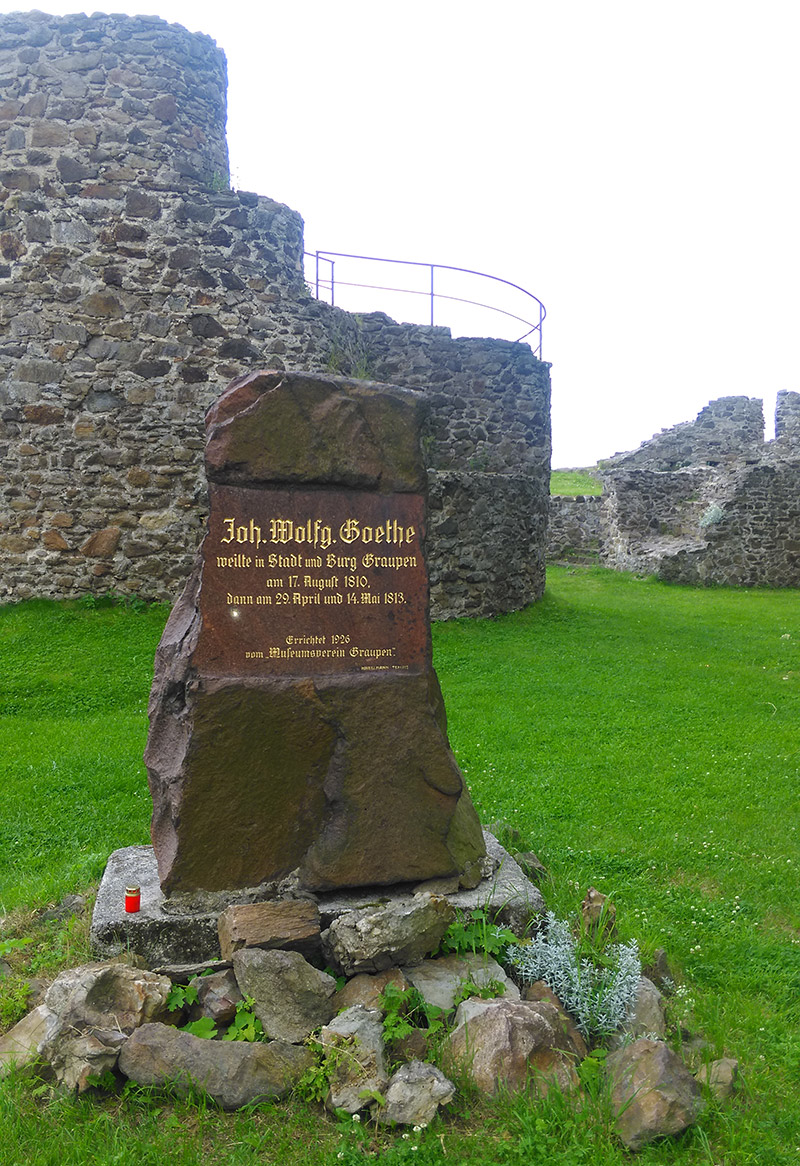 Joh. Wolfg. Goethe
weilte in Stadt und Burg Graupen
am 17. August 1810,
dann am 29. April und 14. Mai 1813.
Errichtet 1926
vom „Museumsverein Graupen".